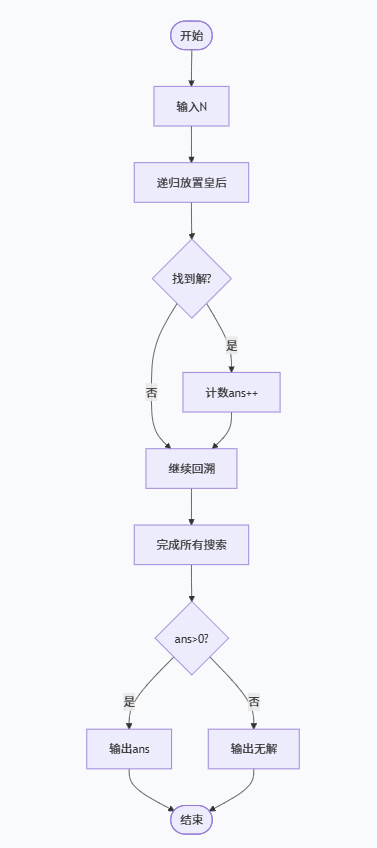 开始
输入N
递归放置皇后
找到解?
是
否
计数ans++
继续回溯
完成所有搜索
ans>0?
是
否
输出ans
输出无解
结束